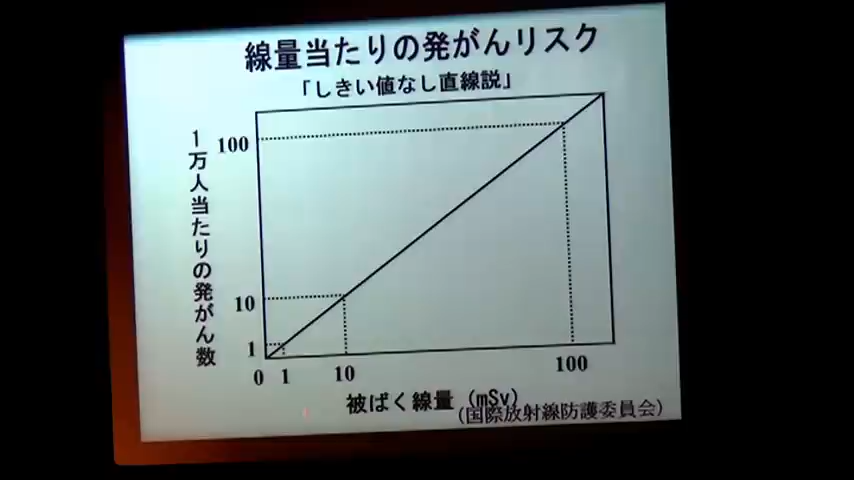 線量当たりの発がんリスク
「しきい値なし直線説」
1万人当たりの発がん数
100
10
1
0 1 10 100
被ばく線量 (mSv)
(国際放射線防護委員会)